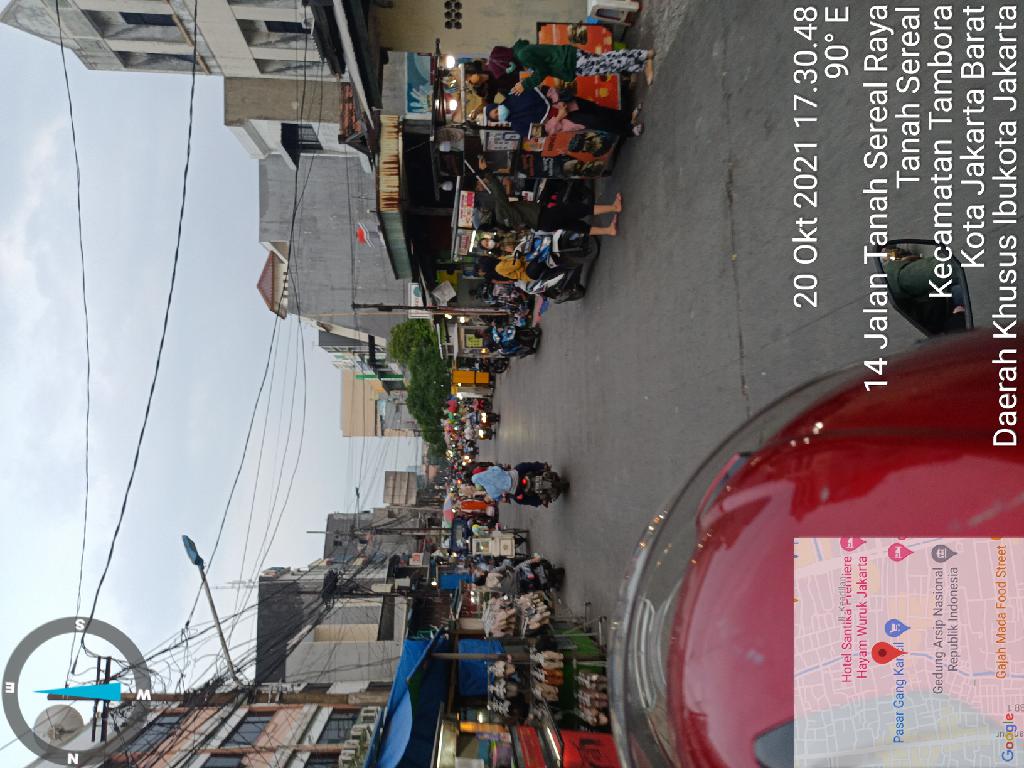 E
N
S
W
20 Okt 2021 17.30.48
90° E
14 Jalan Tanah Sereal Raya
Tanah Sereal
Kecamatan Tambora
Kota Jakarta Barat
Daerah Khusus Ibukota Jakarta
Jl. Keadilan
Hotel Santika Premiere
Hayam Wuruk Jakarta
Pasar Gang Kancil
Gedung Arsip Nasional
Republik Indonesia
Gajah Mada Food Street
Google